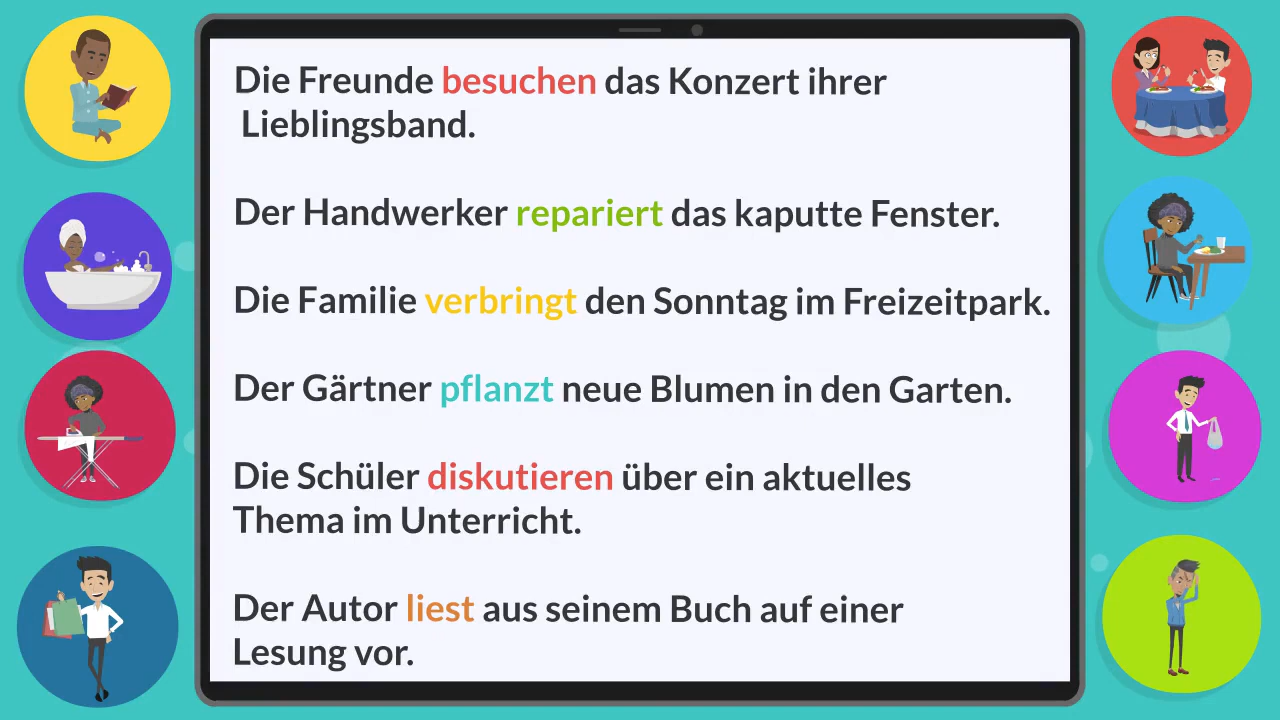 Die Freunde besuchen das Konzert ihrer
Lieblingsband.
Der Handwerker repariert das kaputte Fenster.
Die Familie verbringt den Sonntag im Freizeitpark.
Der Gärtner pflanzt neue Blumen in den Garten.
Die Schüler diskutieren über ein aktuelles
Thema im Unterricht.
Der Autor liest aus seinem Buch auf einer
Lesung vor.